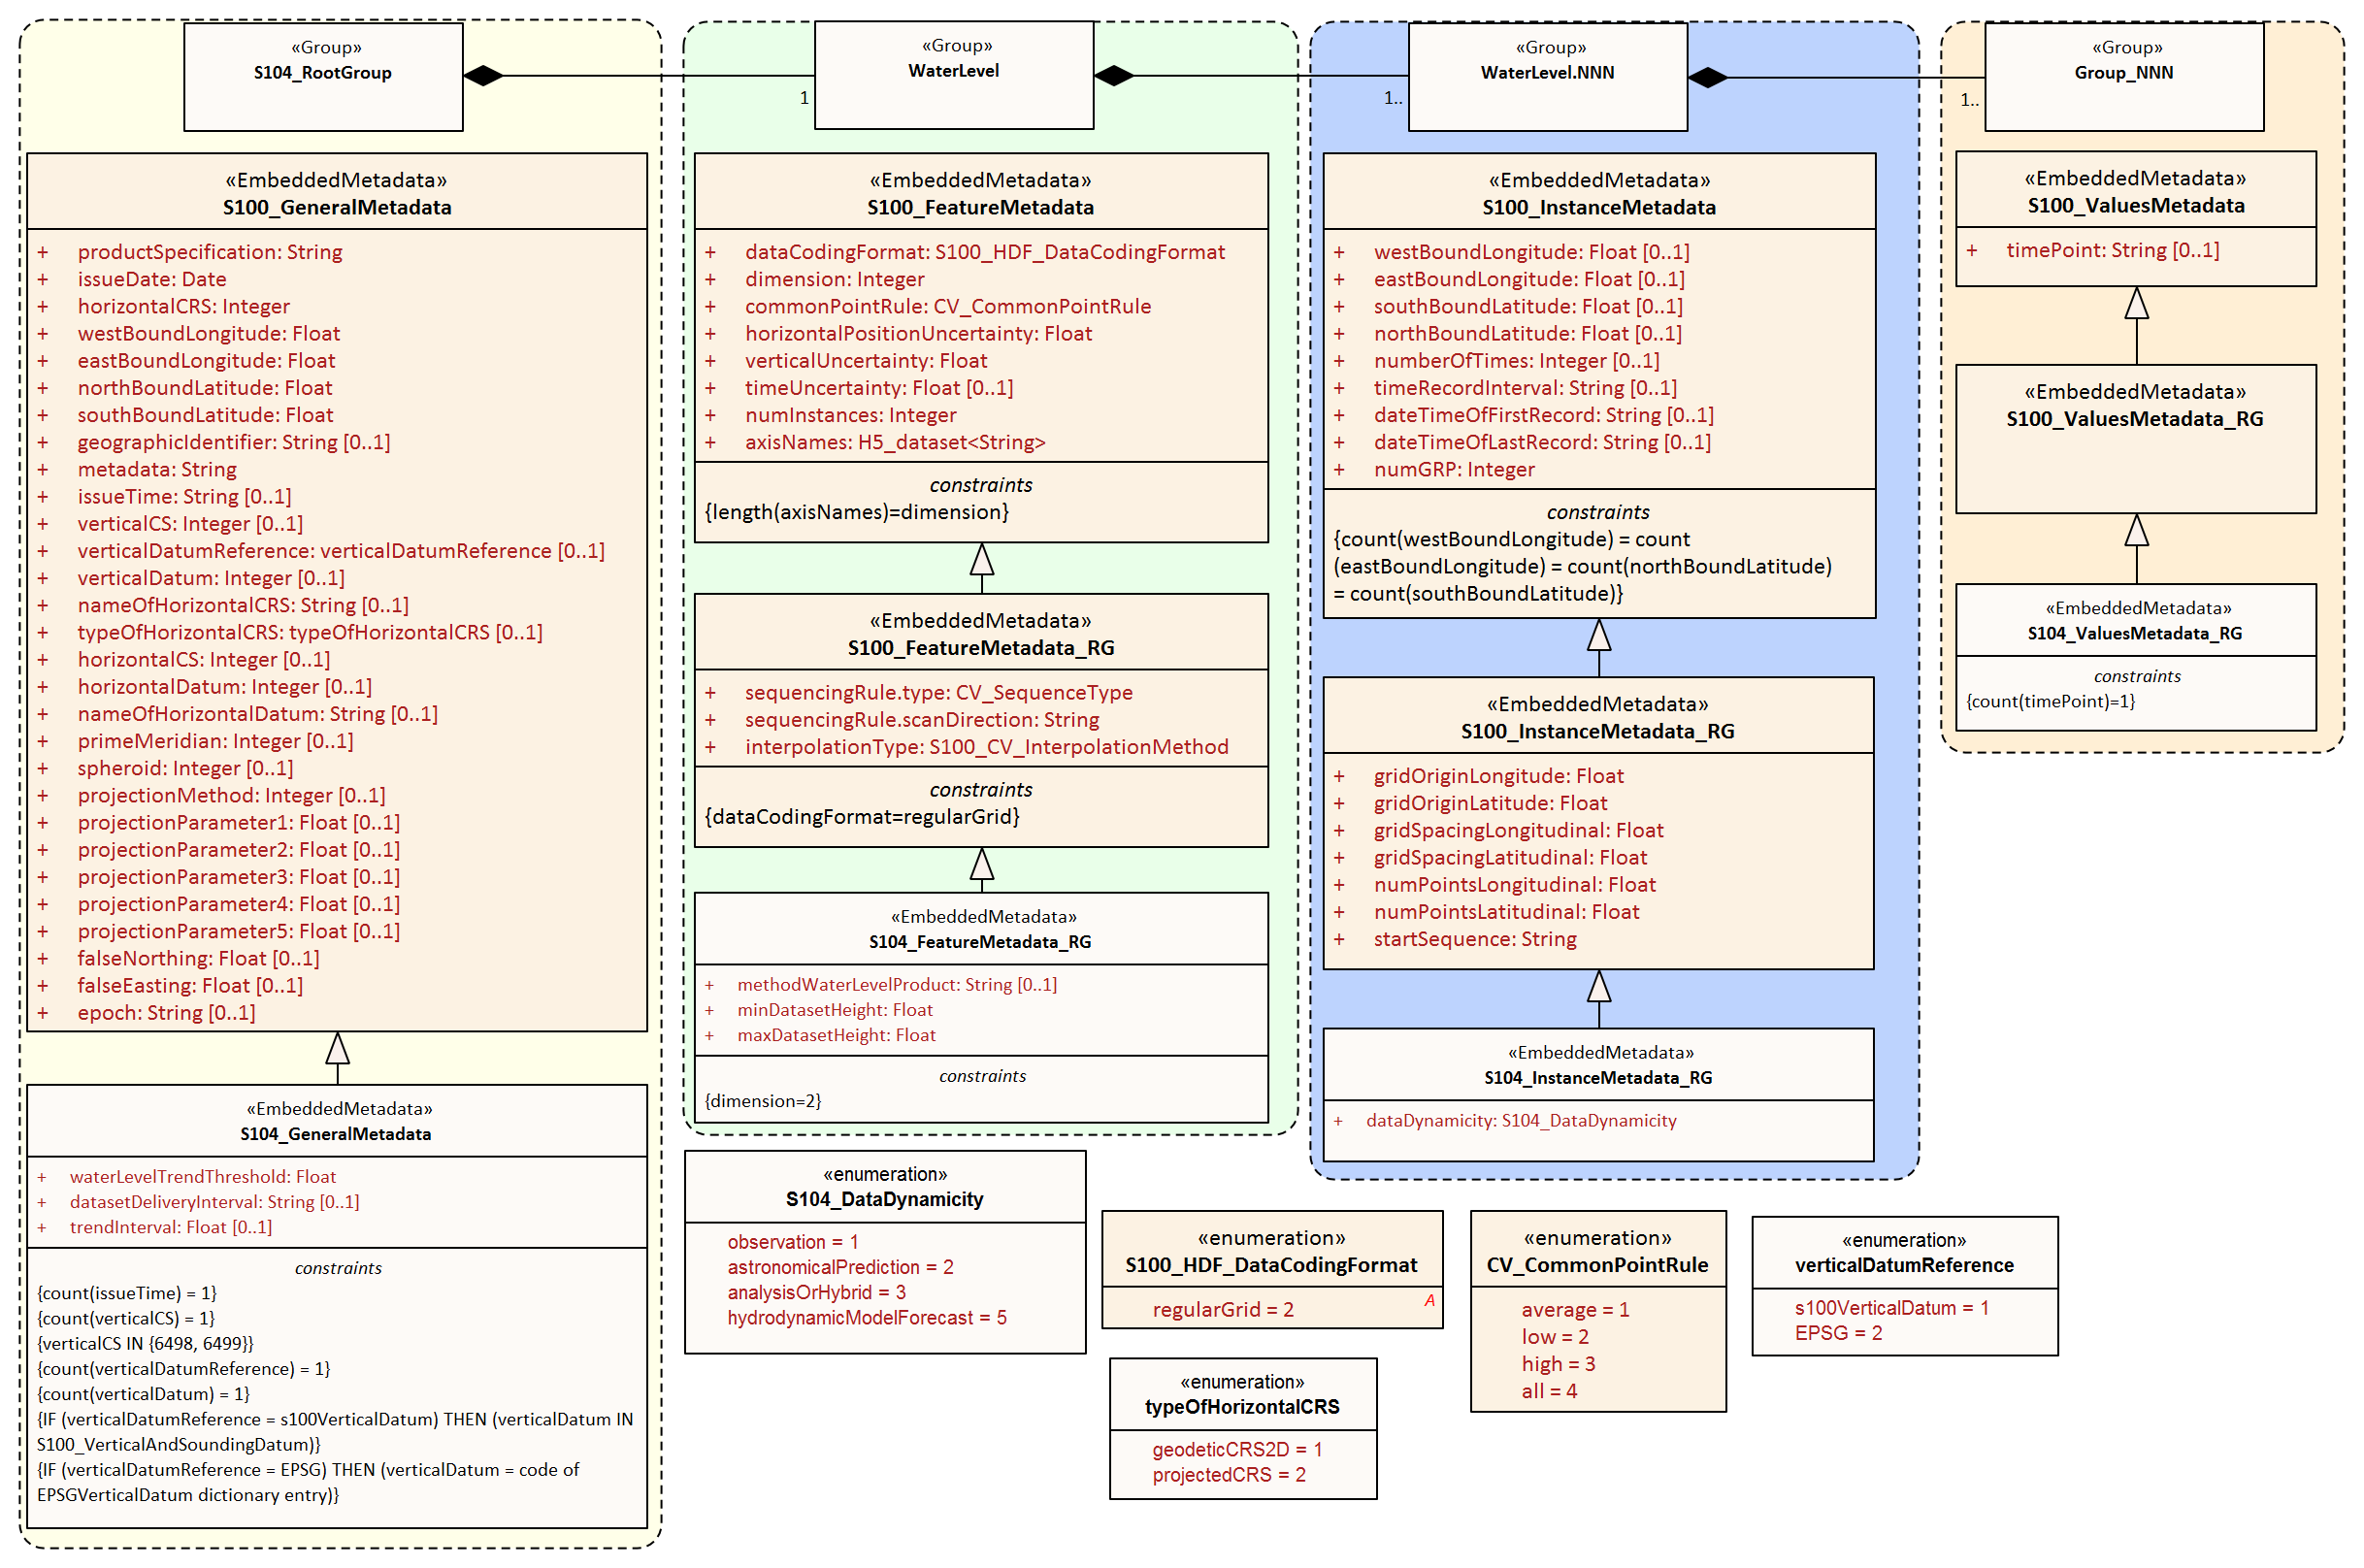 «Group»
S104_RootGroup
«Group»
WaterLevel
1
«Group»
WaterLevel.NNN
1..
«Group»
Group_NNN
1..
«EmbeddedMetadata»
S100_GeneralMetadata
+ productSpecification: String
+ issueDate: Date
+ horizontalCRS: Integer
+ westBoundLongitude: Float
+ eastBoundLongitude: Float
+ northBoundLatitude: Float
+ southBoundLatitude: Float
+ geographicIdentifier: String [0..1]
+ metadata: String
+ issueTime: String [0..1]
+ verticalCS: Integer [0..1]
+ verticalDatumReference: verticalDatumReference [0..1]
+ verticalDatum: Integer [0..1]
+ nameOfHorizontalCRS: String [0..1]
+ typeOfHorizontalCRS: typeOfHorizontalCRS [0..1]
+ horizontalCS: Integer [0..1]
+ horizontalDatum: Integer [0..1]
+ nameOfHorizontalDatum: String [0..1]
+ primeMeridian: Integer [0..1]
+ spheroid: Integer [0..1]
+ projectionMethod: Integer [0..1]
+ projectionParameter1: Float [0..1]
+ projectionParameter2: Float [0..1]
+ projectionParameter3: Float [0..1]
+ projectionParameter4: Float [0..1]
+ projectionParameter5: Float [0..1]
+ falseNorthing: Float [0..1]
+ falseEasting: Float [0..1]
+ epoch: String [0..1]
«EmbeddedMetadata»
S104_GeneralMetadata
+ waterLevelTrendThreshold: Float
+ datasetDeliveryInterval: String [0..1]
+ trendInterval: Float [0..1]
constraints
{count(issueTime) = 1}
{count(verticalCS) = 1}
{verticalCS IN {6498, 6499}}
{count(verticalDatumReference) = 1}
{count(verticalDatum) = 1}
{IF (verticalDatumReference = s100VerticalDatum) THEN (verticalDatum IN
S100_VerticalAndSoundingDatum)}
{IF (verticalDatumReference = EPSG) THEN (verticalDatum = code of
EPSGVerticalDatum dictionary entry)}
«EmbeddedMetadata»
S100_FeatureMetadata
+ dataCodingFormat: S100_HDF_DataCodingFormat
+ dimension: Integer
+ commonPointRule: CV_CommonPointRule
+ horizontalPositionUncertainty: Float
+ verticalUncertainty: Float
+ timeUncertainty: Float [0..1]
+ numInstances: Integer
+ axisNames: H5_dataset<String>
constraints
{length(axisNames)=dimension}
«EmbeddedMetadata»
S100_FeatureMetadata_RG
+ sequencingRule.type: CV_SequenceType
+ sequencingRule.scanDirection: String
+ interpolationType: S100_CV_InterpolationMethod
constraints
{dataCodingFormat=regularGrid}
«EmbeddedMetadata»
S104_FeatureMetadata_RG
+ methodWaterLevelProduct: String [0..1]
+ minDatasetHeight: Float
+ maxDatasetHeight: Float
constraints
{dimension=2}
«EmbeddedMetadata»
S100_InstanceMetadata
+ westBoundLongitude: Float [0..1]
+ eastBoundLongitude: Float [0..1]
+ southBoundLatitude: Float [0..1]
+ northBoundLatitude: Float [0..1]
+ numberOfTimes: Integer [0..1]
+ timeRecordInterval: String [0..1]
+ dateTimeOfFirstRecord: String [0..1]
+ dateTimeOfLastRecord: String [0..1]
+ numGRP: Integer
constraints
{count(westBoundLongitude) = count
(eastBoundLongitude) = count(northBoundLatitude)
= count(southBoundLatitude)}
«EmbeddedMetadata»
S100_InstanceMetadata_RG
+ gridOriginLongitude: Float
+ gridOriginLatitude: Float
+ gridSpacingLongitudinal: Float
+ gridSpacingLatitudinal: Float
+ numPointsLongitudinal: Float
+ numPointsLatitudinal: Float
+ startSequence: String
«EmbeddedMetadata»
S104_InstanceMetadata_RG
+ dataDynamicity: S104_DataDynamicity
«EmbeddedMetadata»
S100_ValuesMetadata
+ timePoint: String [0..1]
«EmbeddedMetadata»
S100_ValuesMetadata_RG
«EmbeddedMetadata»
S104_ValuesMetadata_RG
constraints
{count(timePoint)=1}
«enumeration»
S104_DataDynamicity
observation = 1
astronomicalPrediction = 2
analysisOrHybrid = 3
hydrodynamicModelForecast = 5
«enumeration»
S100_HDF_DataCodingFormat
regularGrid = 2
A
«enumeration»
typeOfHorizontalCRS
geodeticCRS2D = 1
projectedCRS = 2
«enumeration»
CV_CommonPointRule
average = 1
low = 2
high = 3
all = 4
«enumeration»
verticalDatumReference
s100VerticalDatum = 1
EPSG = 2